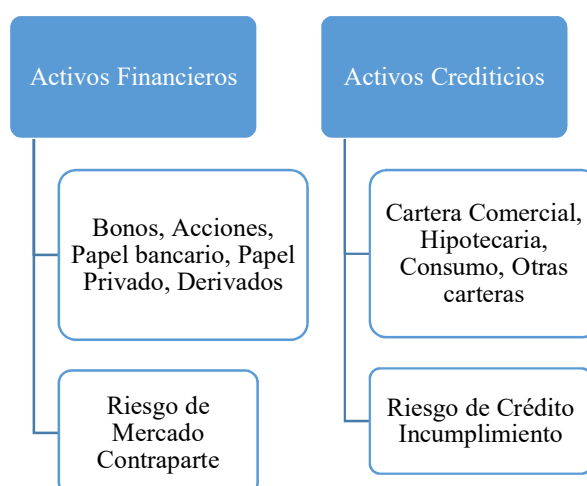 Activos Financieros
Bonos, Acciones,
Papel bancario, Papel
Privado, Derivados
Riesgo de
Mercado
Contraparte
Activos Crediticios
Cartera Comercial,
Hipotecaria,
Consumo, Otras
carteras
Riesgo de Crédito
Incumplimiento